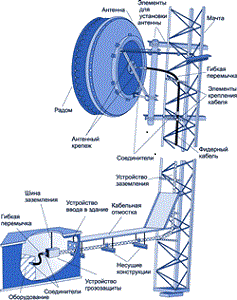 Антенна
Элементы
для
установки
антенны
Мачта
Гибкая
перемычка
Элементы
крепления
кабеля
Радом
Антенный
крепеж
Соединители
Фидерный
кабель
Устройство
заземления
Шина
заземления
Устройство
ввода в здание
Кабельная
отмостка
Гибкая
перемычка
Несущие
конструкции
Устройство
грозозащиты
Соединители
Оборудование